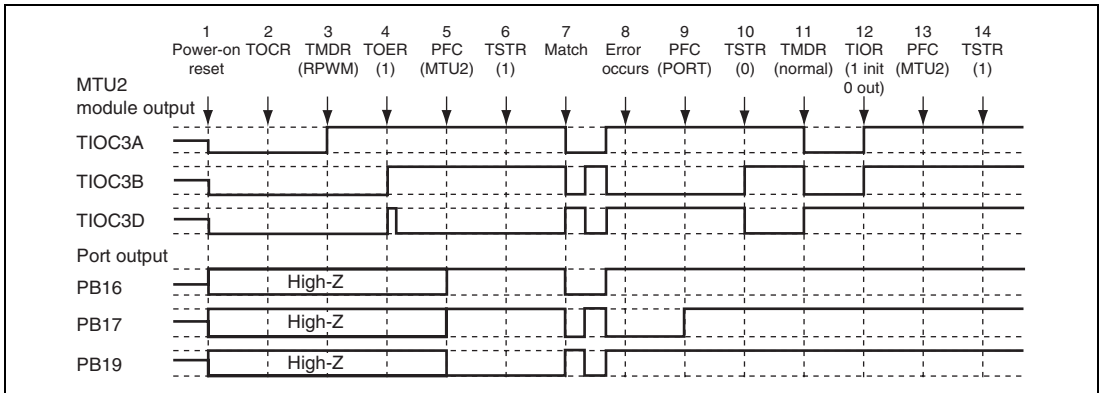 1 2 3 4 5 6 7 8 9 10 11 12 13 14
Power-on TOCR TMDR TOER PFC TSTR Match Error PFC TSTR TMDR TIOR PFC TSTR
reset (RPWM) (1) (MTU2) (1) occurs (PORT) (0) (normal) (1 init (MTU2) (1)
0 out)
MTU2
module output
TIOC3A
TIOC3B
TIOC3D
Port output
PB16 High-Z
PB17 High-Z
PB19 High-Z